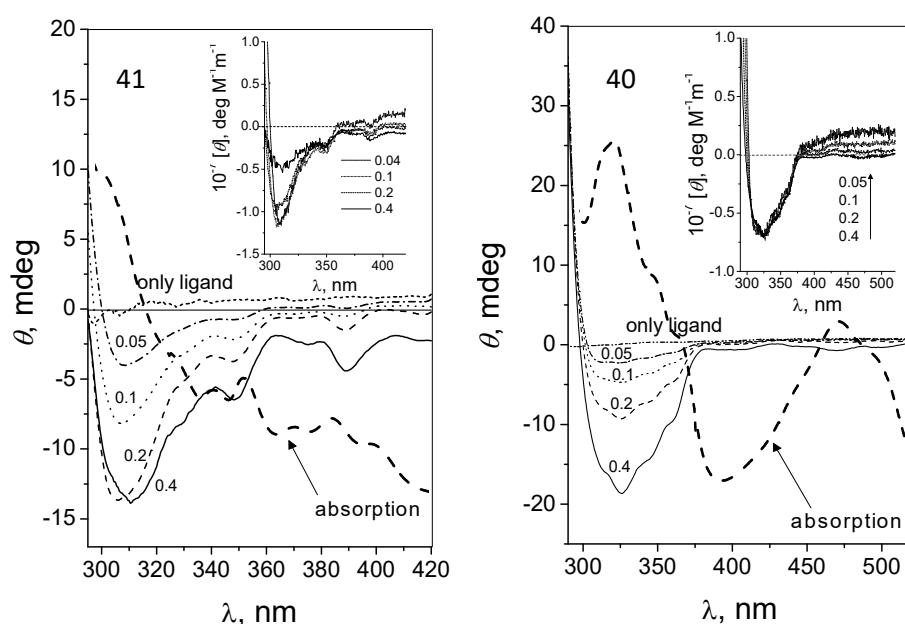 41
θ, mdeg
20
15
10
5
0
-5
-10
-15
300 320 340 360 380 400 420
λ, nm
only ligand
0.05
0.1
0.2
0.4
absorption
10⁻⁷ [θ], deg M⁻¹m⁻¹
1.0
0.5
0.0
-0.5
-1.0
-1.5
300 350 400
λ, nm
0.04
0.1
0.2
0.4
40
θ, mdeg
40
30
20
10
0
-10
-20
300 350 400 450 500
λ, nm
only ligand
0.05
0.1
0.2
0.4
absorption
10⁻⁷ [θ], deg M⁻¹m⁻¹
1.0
0.5
0.0
-0.5
-1.0
300 350 400 450 500
λ, nm
0.05
0.1
0.2
0.4